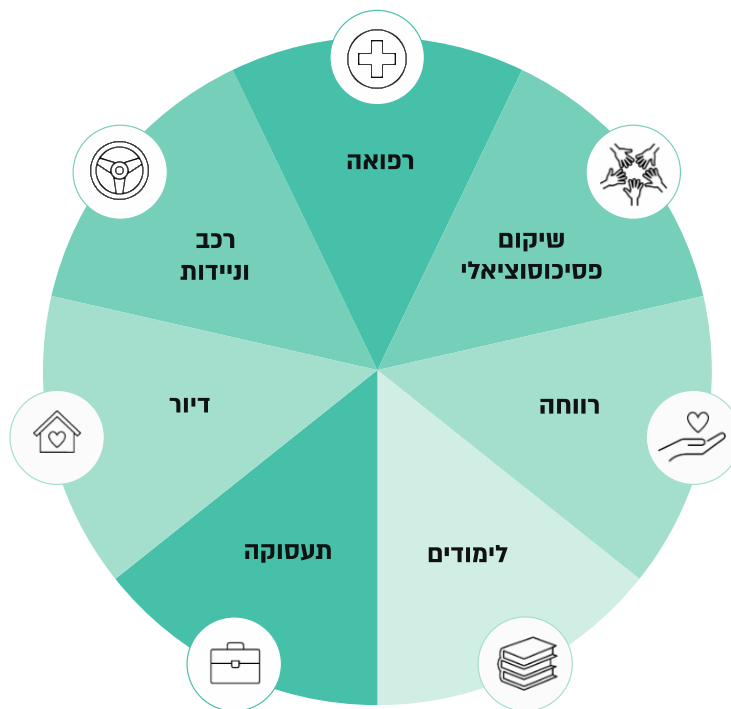 רפואה
שיקום
פסיכוסוציאלי
רווחה
לימודים
תעסוקה
דיור
רכב
וניידות